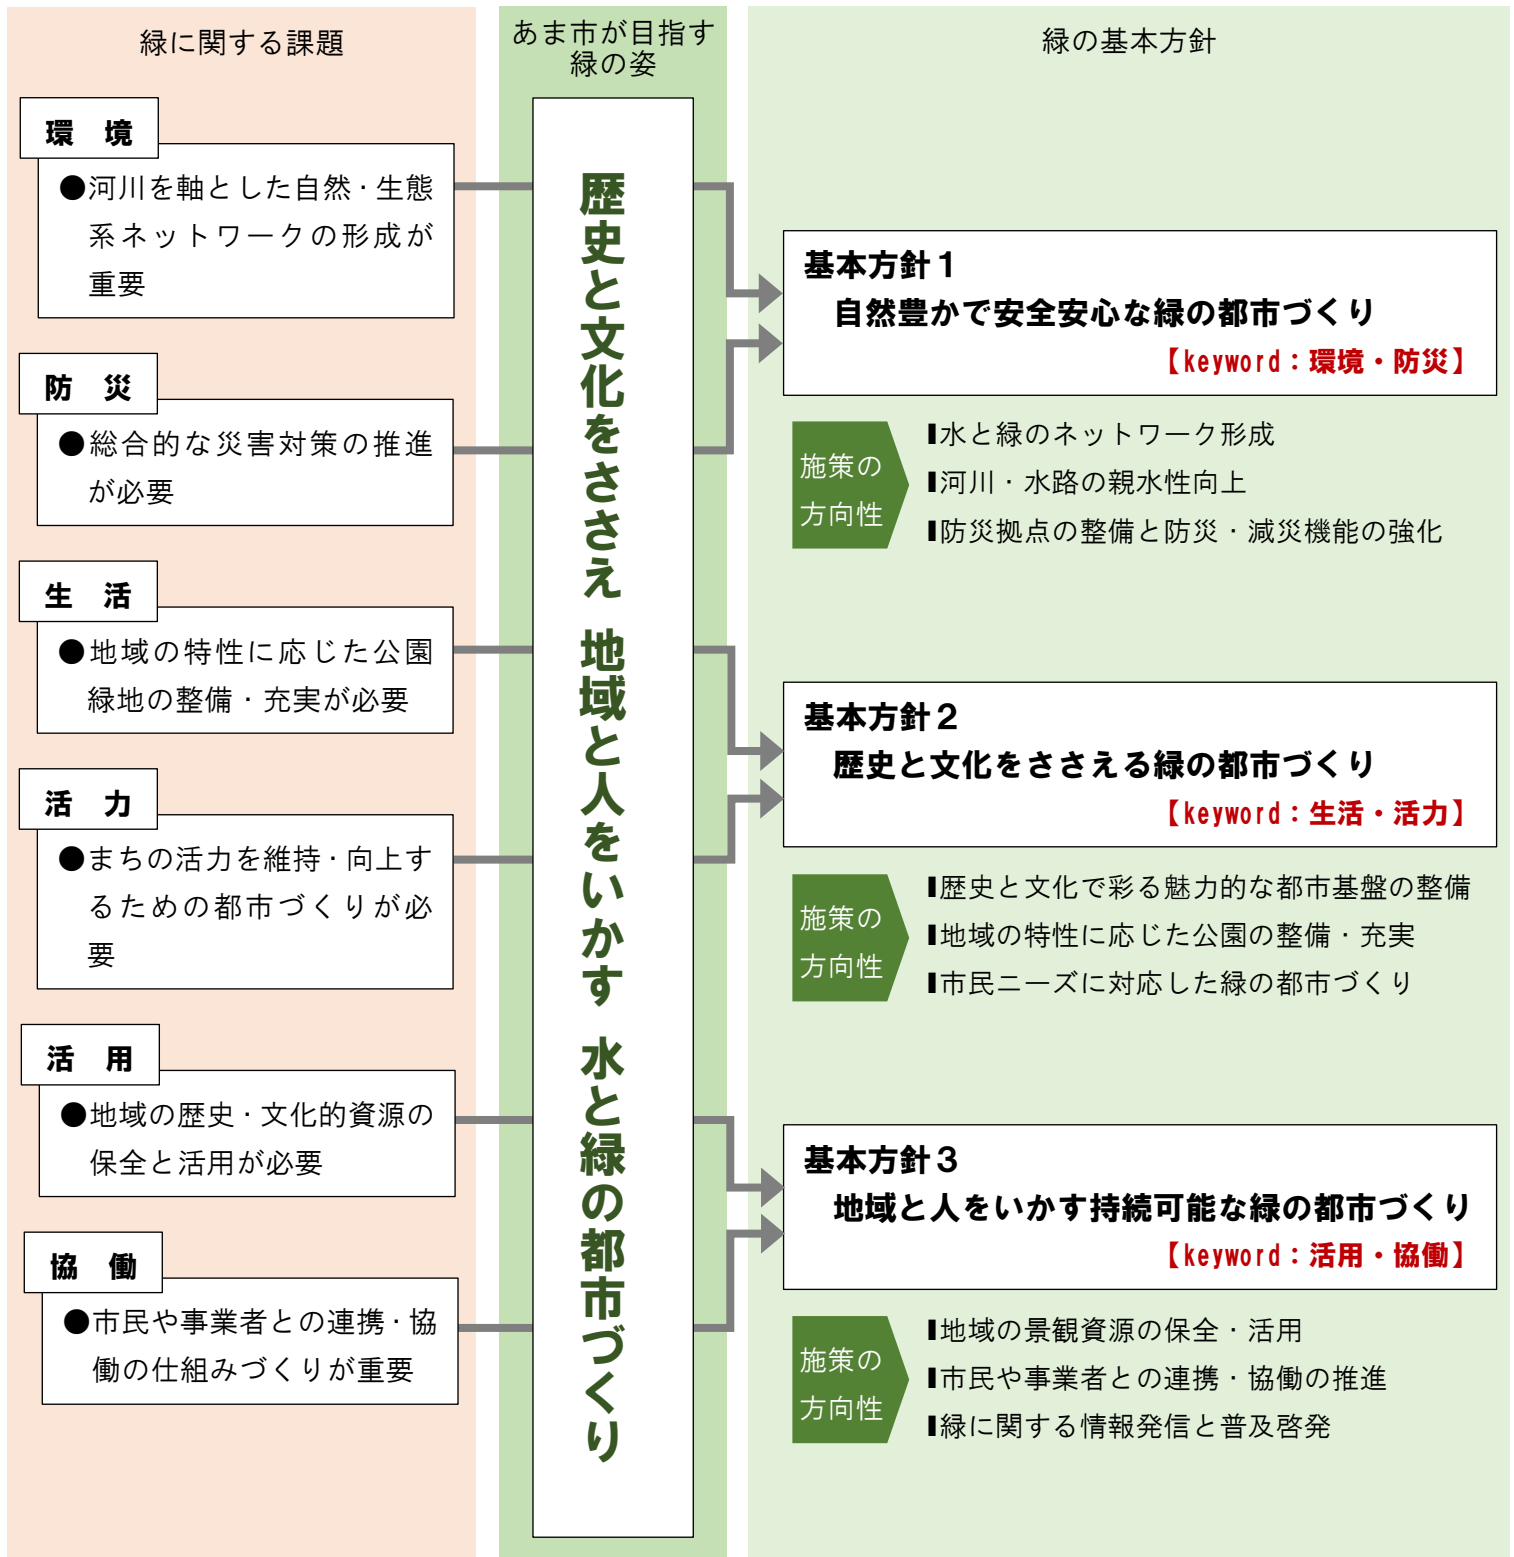 緑に関する課題
環　境
●河川を軸とした自然・生態
系ネットワークの形成が
重要
防　災
●総合的な災害対策の推進
が必要
生　活
●地域の特性に応じた公園
緑地の整備・充実が必要
活　力
●まちの活力を維持・向上す
るための都市づくりが必
要
活　用
●地域の歴史・文化的資源の
保全と活用が必要
協　働
●市民や事業者との連携・協
働の仕組みづくりが重要
あま市が目指す
緑の姿
歴史と文化をささえ　地域と人をいかす　水と緑の都市づくり
緑の基本方針
基本方針１
自然豊かで安全安心な緑の都市づくり
【keyword：環境・防災】
施策の
方向性
▮水と緑のネットワーク形成
▮河川・水路の親水性向上
▮防災拠点の整備と防災・減災機能の強化
基本方針２
歴史と文化をささえる緑の都市づくり
【keyword：生活・活力】
施策の
方向性
▮歴史と文化で彩る魅力的な都市基盤の整備
▮地域の特性に応じた公園の整備・充実
▮市民ニーズに対応した緑の都市づくり
基本方針３
地域と人をいかす持続可能な緑の都市づくり
【keyword：活用・協働】
施策の
方向性
▮地域の景観資源の保全・活用
▮市民や事業者との連携・協働の推進
▮緑に関する情報発信と普及啓発